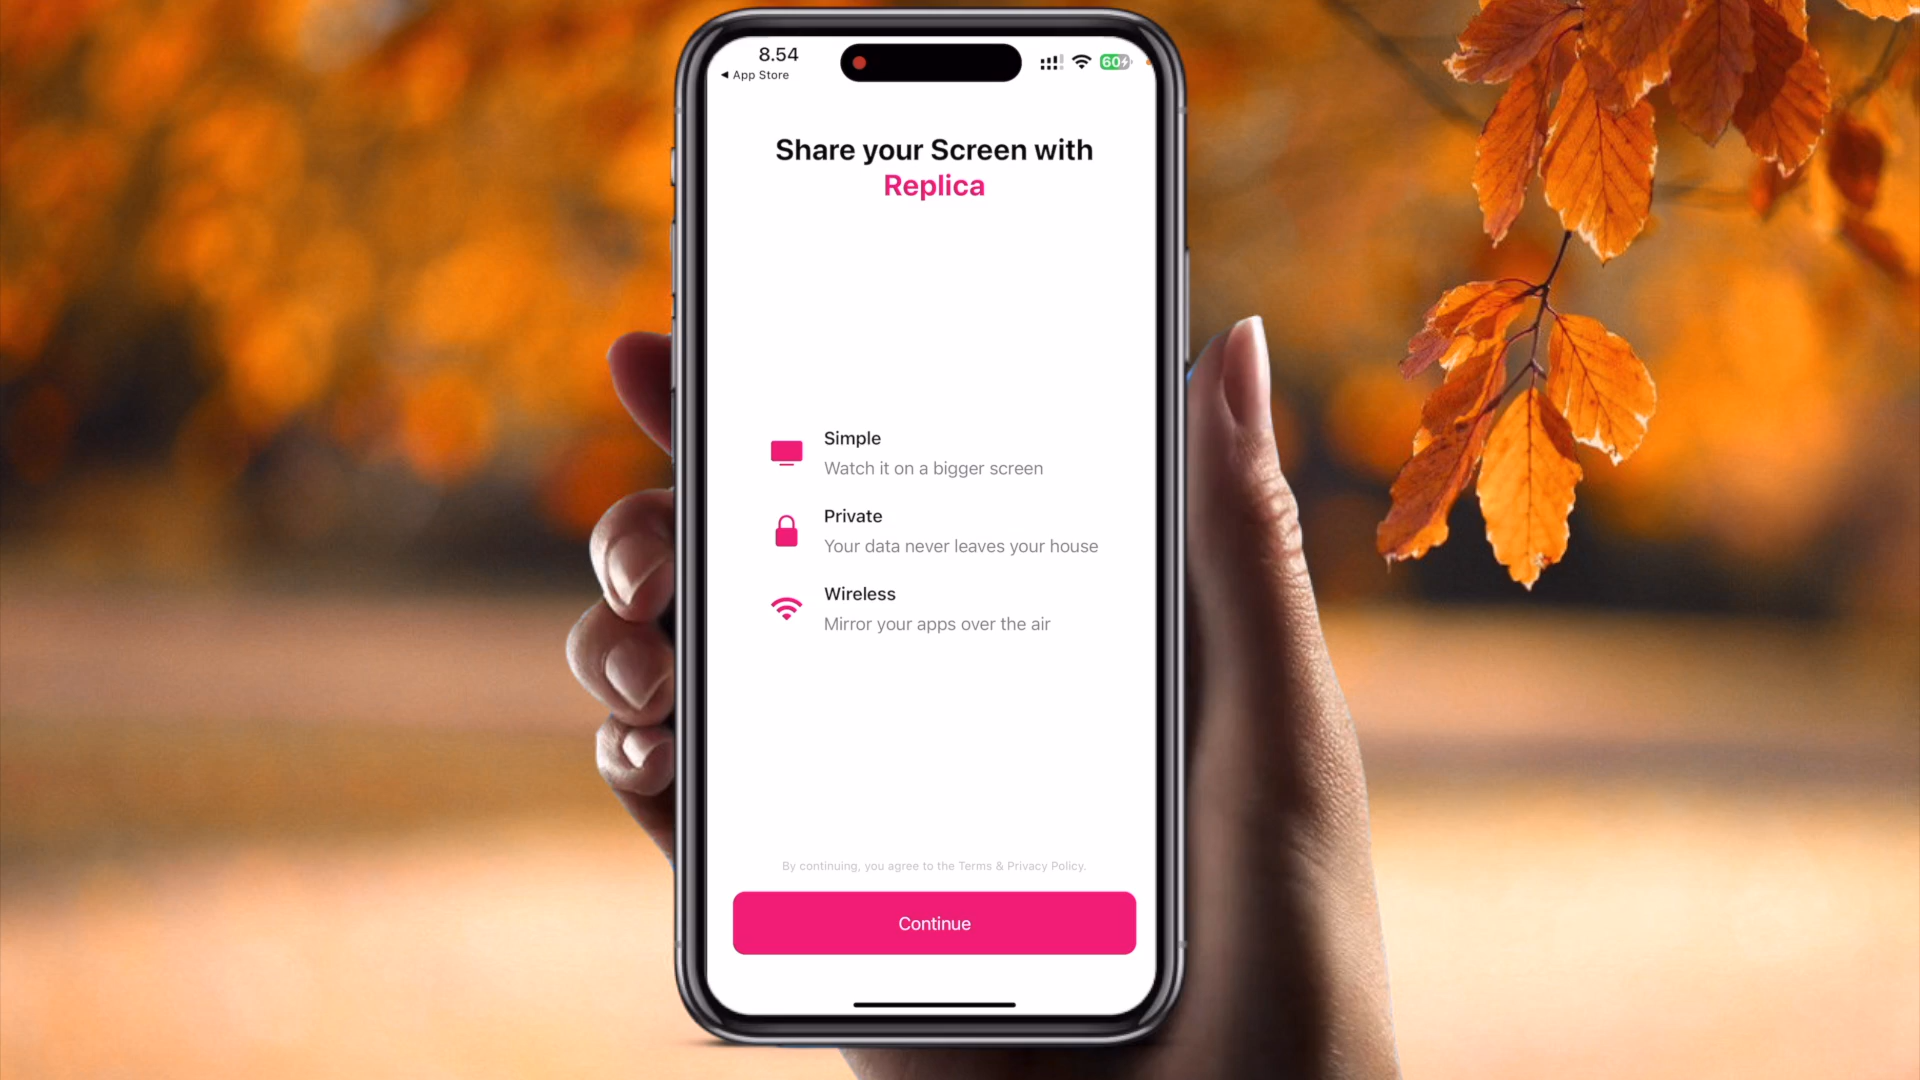 8.54
◀ App Store
60
Share your Screen with
Replica
Simple
Watch it on a bigger screen
Private
Your data never leaves your house
Wireless
Mirror your apps over the air
By continuing, you agree to the Terms & Privacy Policy.
Continue